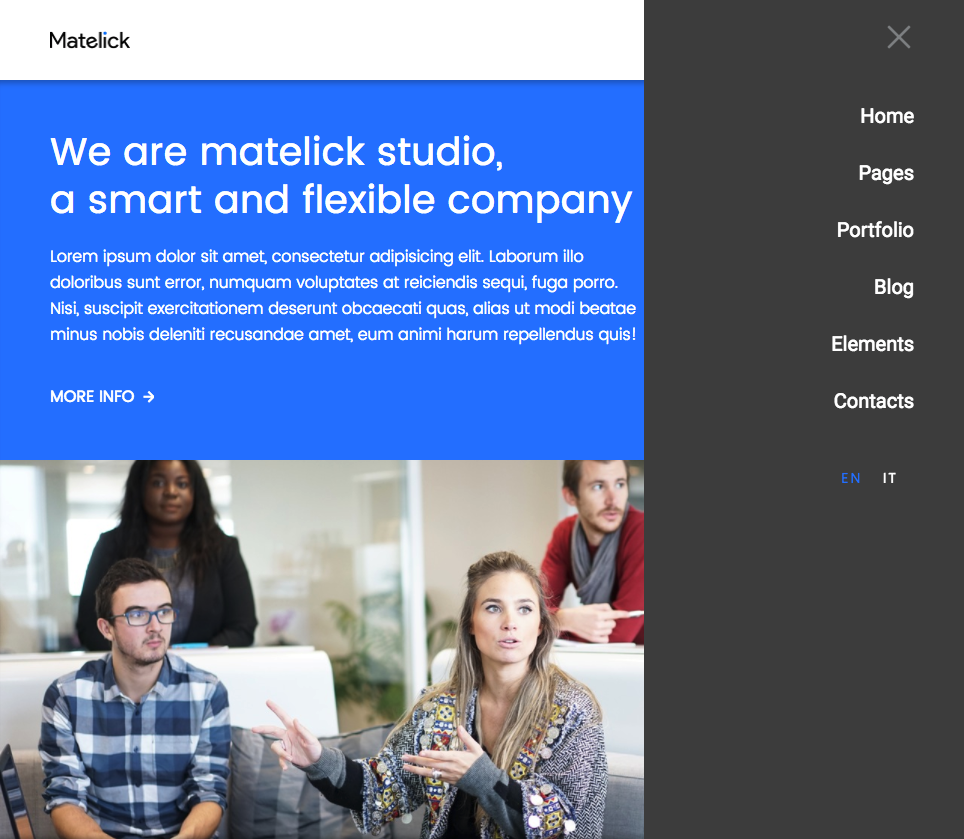 Matelick
We are matelick studio,
a smart and flexible company
Lorem ipsum dolor sit amet, consectetur adipisicing elit. Laborum illo
doloribus sunt error, numquam voluptates at reiciendis sequi, fuga porro.
Nisi, suscipit exercitationem deserunt obcaecati quas, alias ut modi beatae
minus nobis deleniti recusandae amet, eum animi harum repellendus quis!
MORE INFO →
Home
Pages
Portfolio
Blog
Elements
Contacts
EN IT